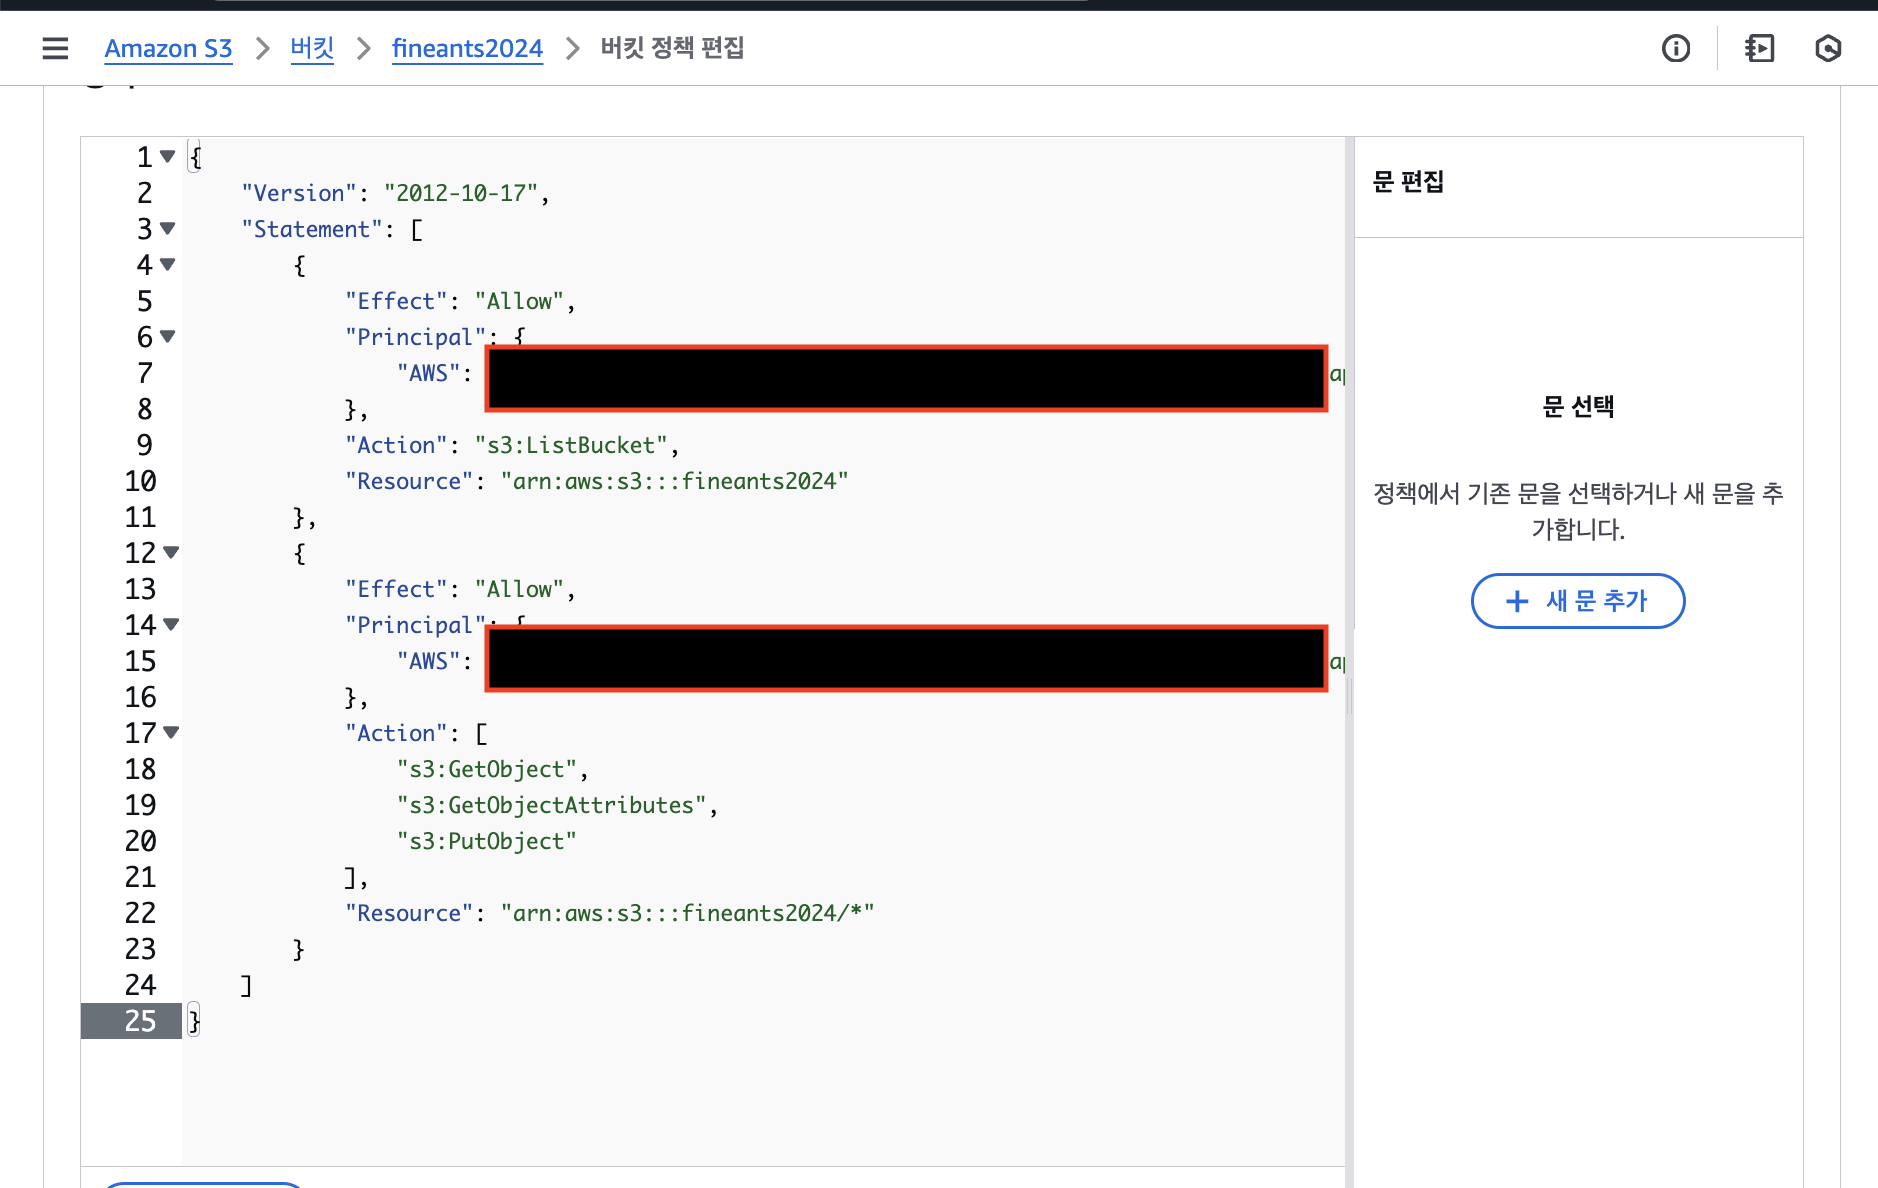 Amazon S3 > 버킷 > fineants2024 > 버킷 정책 편집
1 {
2 "Version": "2012-10-17",
3 "Statement": [
4 {
5 "Effect": "Allow",
6 "Principal": {
7 "AWS":
8 },
9 "Action": "s3:ListBucket",
10 "Resource": "arn:aws:s3:::fineants2024"
11 },
12 {
13 "Effect": "Allow",
14 "Principal": {
15 "AWS":
16 },
17 "Action": [
18 "s3:GetObject",
19 "s3:GetObjectAttributes",
20 "s3:PutObject"
21 ],
22 "Resource": "arn:aws:s3:::fineants2024/*"
23 }
24 ]
25 }
문 편집
문 선택
정책에서 기존 문을 선택하거나 새 문을 추
가합니다.
+ 새 문 추가